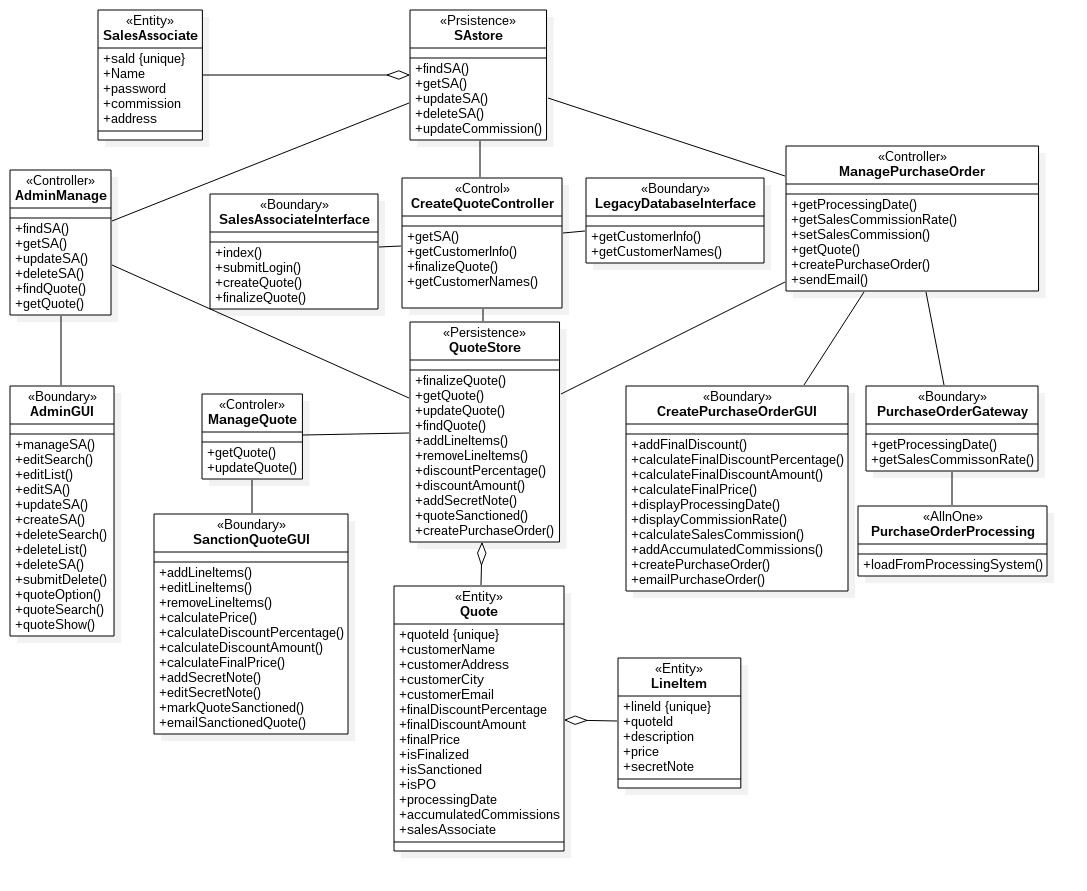 «Entity»
SalesAssociate
+saId {unique}
+Name
+password
+commission
+address
«Prsistence»
SAstore
+findSA()
+getSA()
+updateSA()
+deleteSA()
+updateCommission()
«Controller»
AdminManage
+findSA()
+getSA()
+updateSA()
+deleteSA()
+findQuote()
+getQuote()
«Boundary»
SalesAssociateInterface
+index()
+submitLogin()
+createQuote()
+finalizeQuote()
«Control»
CreateQuoteController
+getSA()
+getCustomerInfo()
+finalizeQuote()
+getCustomerNames()
«Boundary»
LegacyDatabaseInterface
+getCustomerInfo()
+getCustomerNames()
«Controller»
ManagePurchaseOrder
+getProcessingDate()
+getSalesCommissionRate()
+setSalesCommission()
+getQuote()
+createPurchaseOrder()
+sendEmail()
«Boundary»
AdminGUI
+manageSA()
+editSearch()
+editList()
+editSA()
+updateSA()
+createSA()
+deleteSearch()
+deleteList()
+deleteSA()
+submitDelete()
+quoteOption()
+quoteSearch()
+quoteShow()
«Controler»
ManageQuote
+getQuote()
+updateQuote()
«Persistence»
QuoteStore
+finalizeQuote()
+getQuote()
+updateQuote()
+findQuote()
+addLineItems()
+removeLineItems()
+discountPercentage()
+discountAmount()
+addSecretNote()
+quoteSanctioned()
+createPurchaseOrder()
«Boundary»
CreatePurchaseOrderGUI
+addFinalDiscount()
+calculateFinalDiscountPercentage()
+calculateFinalDiscountAmount()
+calculateFinalPrice()
+displayProcessingDate()
+displayCommissionRate()
+calculateSalesCommission()
+addAccumulatedCommissions()
+createPurchaseOrder()
+emailPurchaseOrder()
«Boundary»
PurchaseOrderGateway
+getProcessingDate()
+getSalesCommissonRate()
«AllnOne»
PurchaseOrderProcessing
+loadFromProcessingSystem()
«Boundary»
SanctionQuoteGUI
+addLineItems()
+editLineItems()
+removeLineItems()
+calculatePrice()
+calculateDiscountPercentage()
+calculateDiscountAmount()
+calculateFinalPrice()
+addSecretNote()
+editSecretNote()
+markQuoteSanctioned()
+emailSanctionedQuote()
«Entity»
Quote
+quoteId {unique}
+customerName
+customerAddress
+customerCity
+customerEmail
+finalDiscountPercentage
+finalDiscountAmount
+finalPrice
+isFinalized
+isSanctioned
+isPO
+processingDate
+accumulatedCommissions
+salesAssociate
«Entity»
LineItem
+lineId {unique}
+quoteId
+description
+price
+secretNote